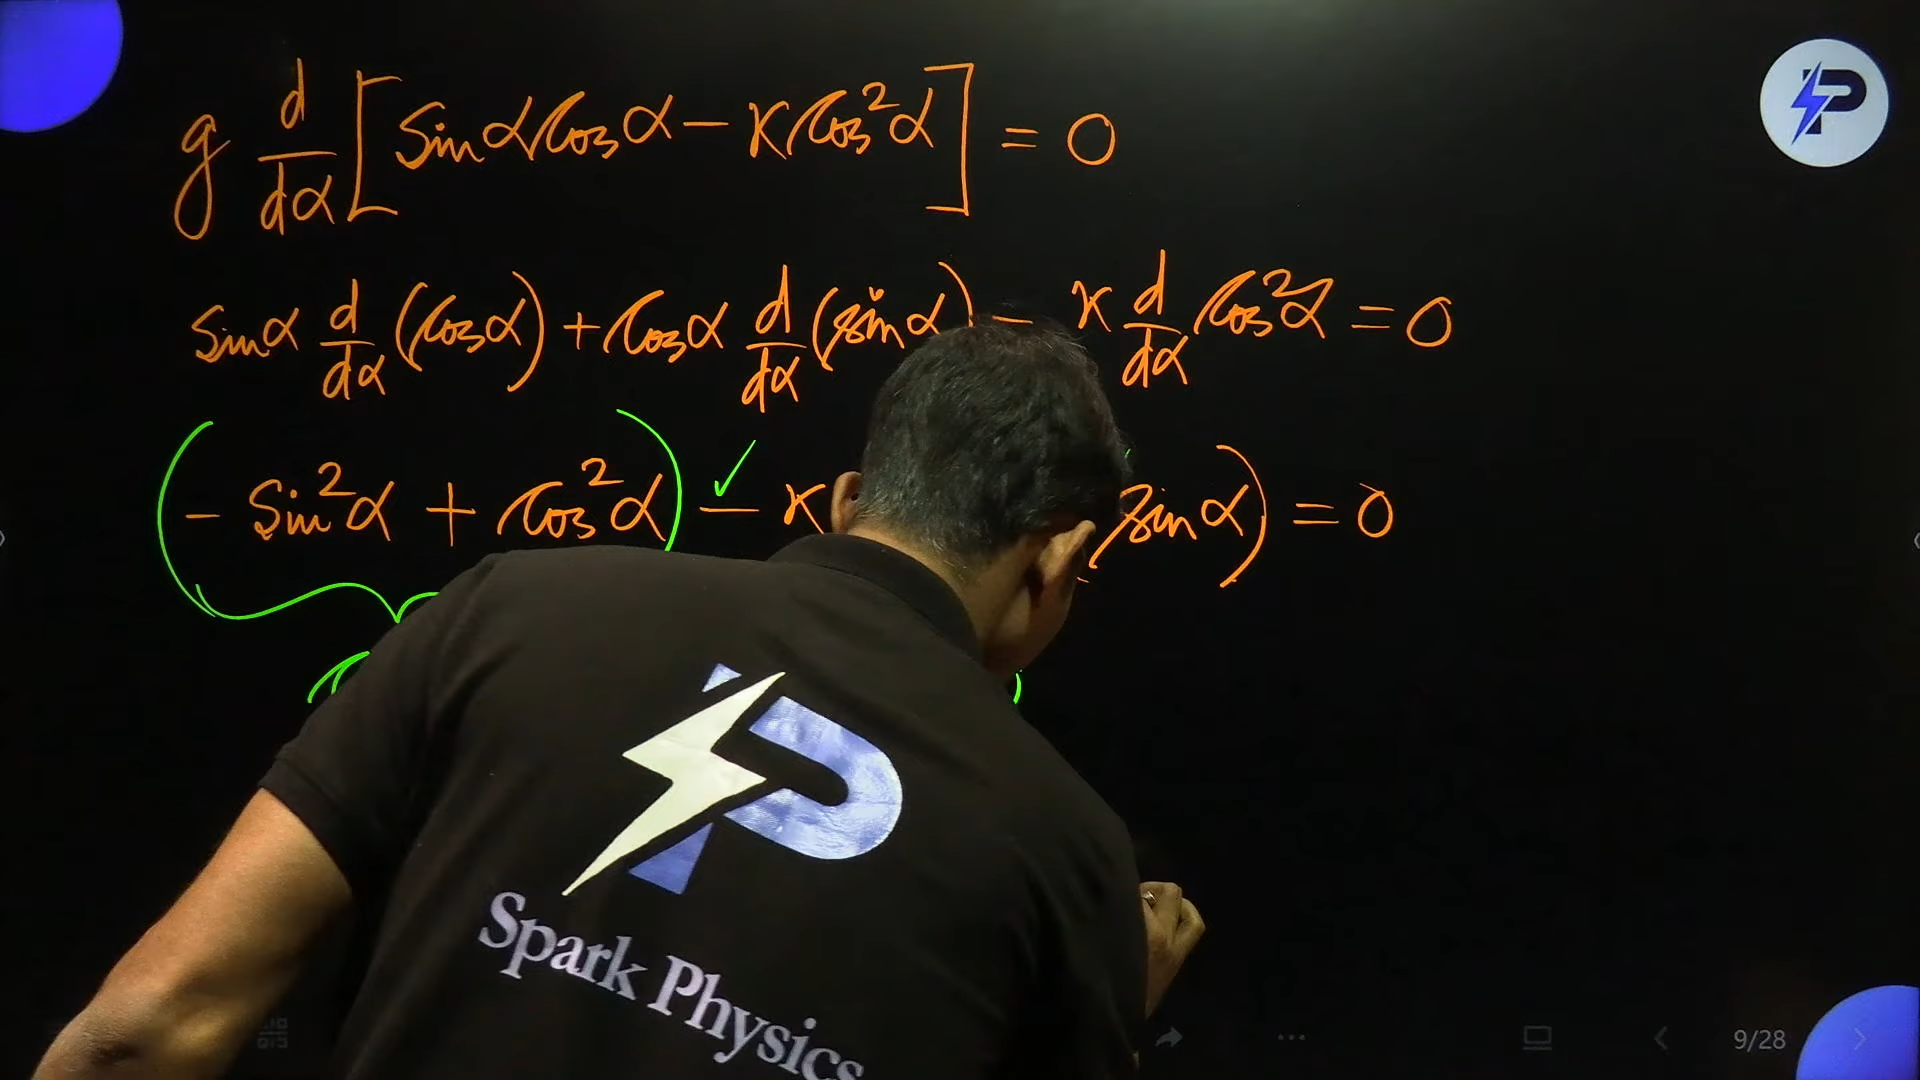 g d/dα [Sinα Cosα − K Cos²α] = 0
Sinα d/dα (Cosα) + Cosα d/dα (Sinα) − K d/dα Cos²α = 0
(− Sin²α + Cos²α) − K Sinα) = 0
P
Spark Physics
9/28